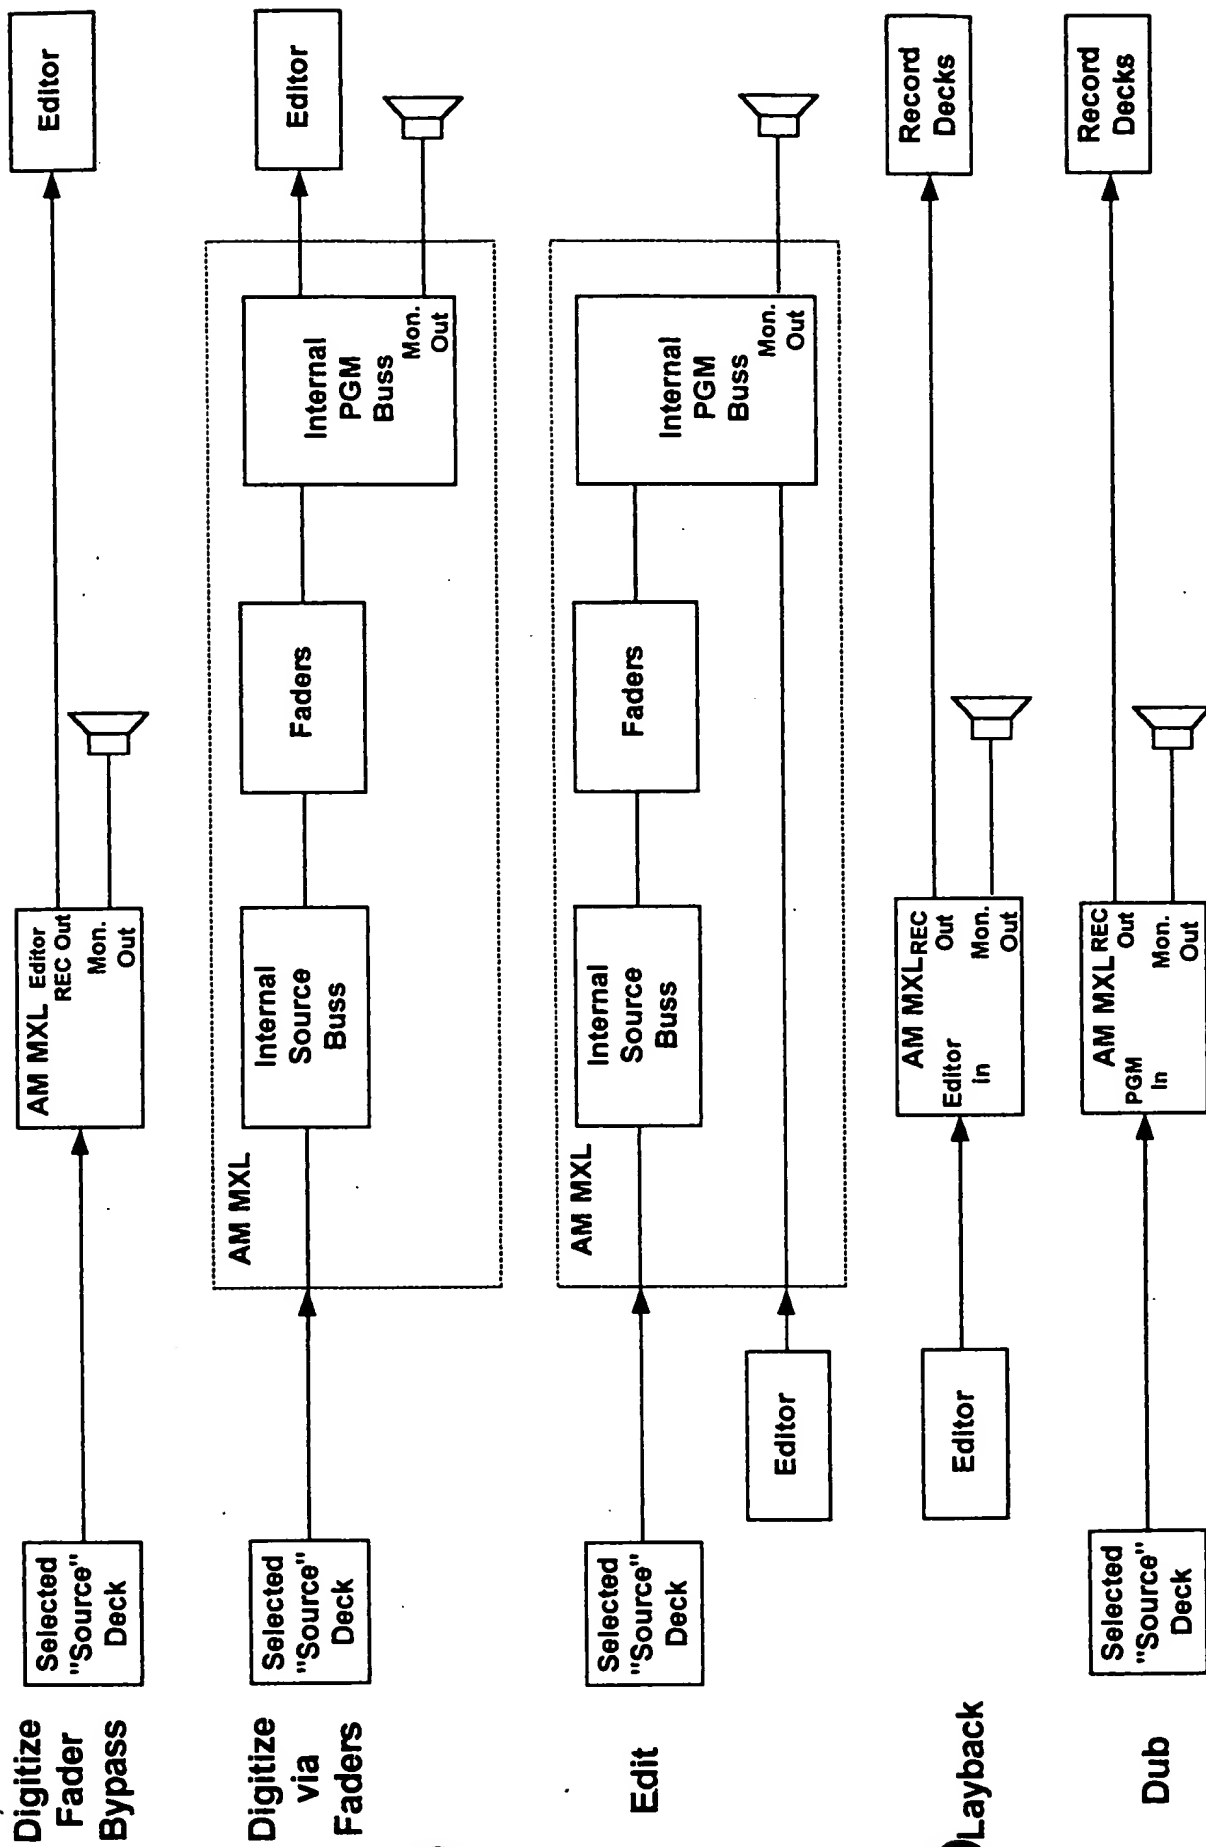 Digitize
Fader
Bypass
Selected
"Source"
Deck
AM MXL
Editor
REC Out
Mon.
Out
Editor
Digitize
via
Faders
Selected
"Source"
Deck
AM MXL
Internal
Source
Buss
Faders
Internal
PGM
Buss
Mon.
Out
Editor
Edit
Selected
"Source"
Deck
Editor
AM MXL
Internal
Source
Buss
Faders
Internal
PGM
Buss
Mon.
Out
Layback
Editor
AM MXL
Editor
in
REC
Out
Mon.
Out
Record
Decks
Dub
Selected
"Source"
Deck
AM MXL
PGM
In
REC
Out
Mon.
Out
Record
Decks